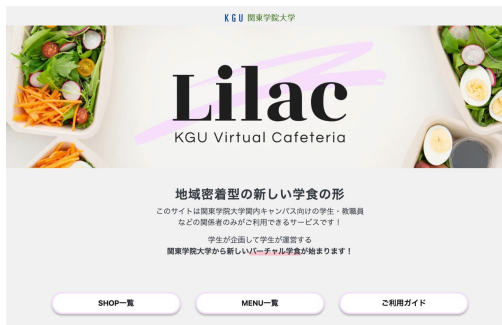 KGU 関東学院大学
Lilac
KGU Virtual Cafeteria
地域密着型の新しい学食の形
このサイトは関東学院大学関内キャンパス向けの学生・教職員
などの関係者のみがご利用できるサービスです！
学生が企画して学生が運営する
関東学院大学から新しいバーチャル学食が始まります！
SHOP一覧
MENU一覧
ご利用ガイド